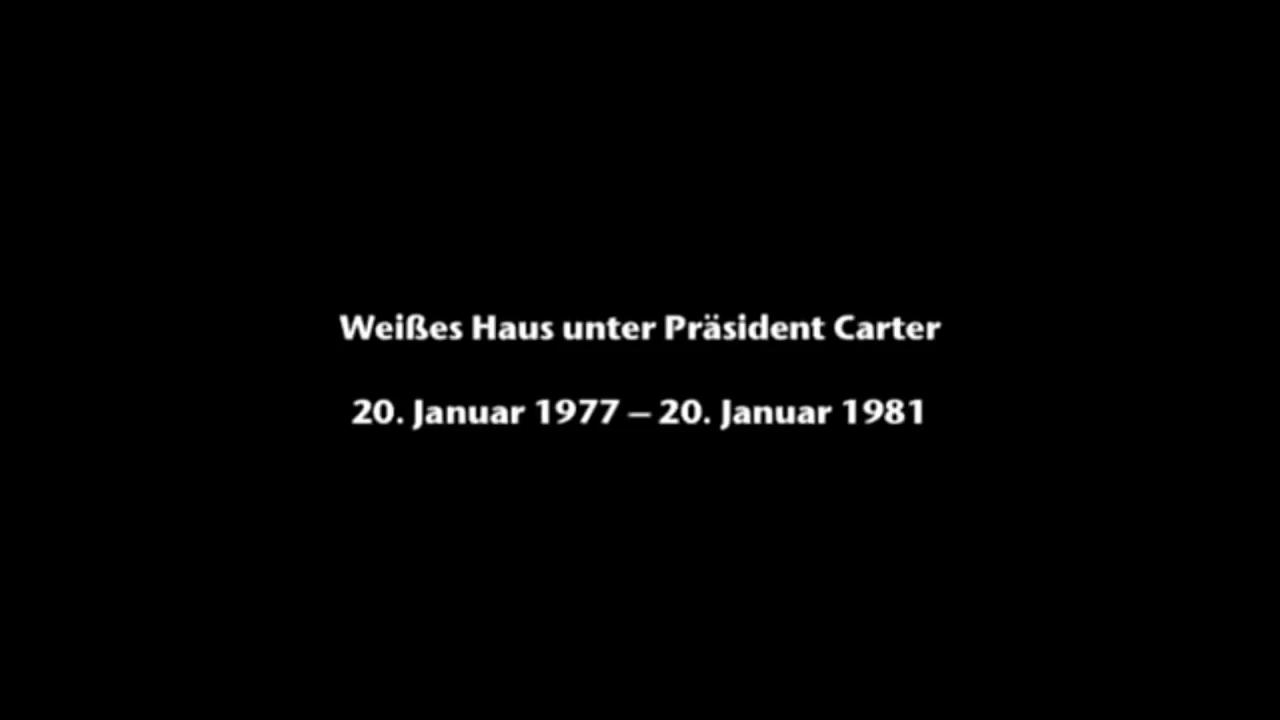 Weißes Haus unter Präsident Carter
20. Januar 1977 – 20. Januar 1981